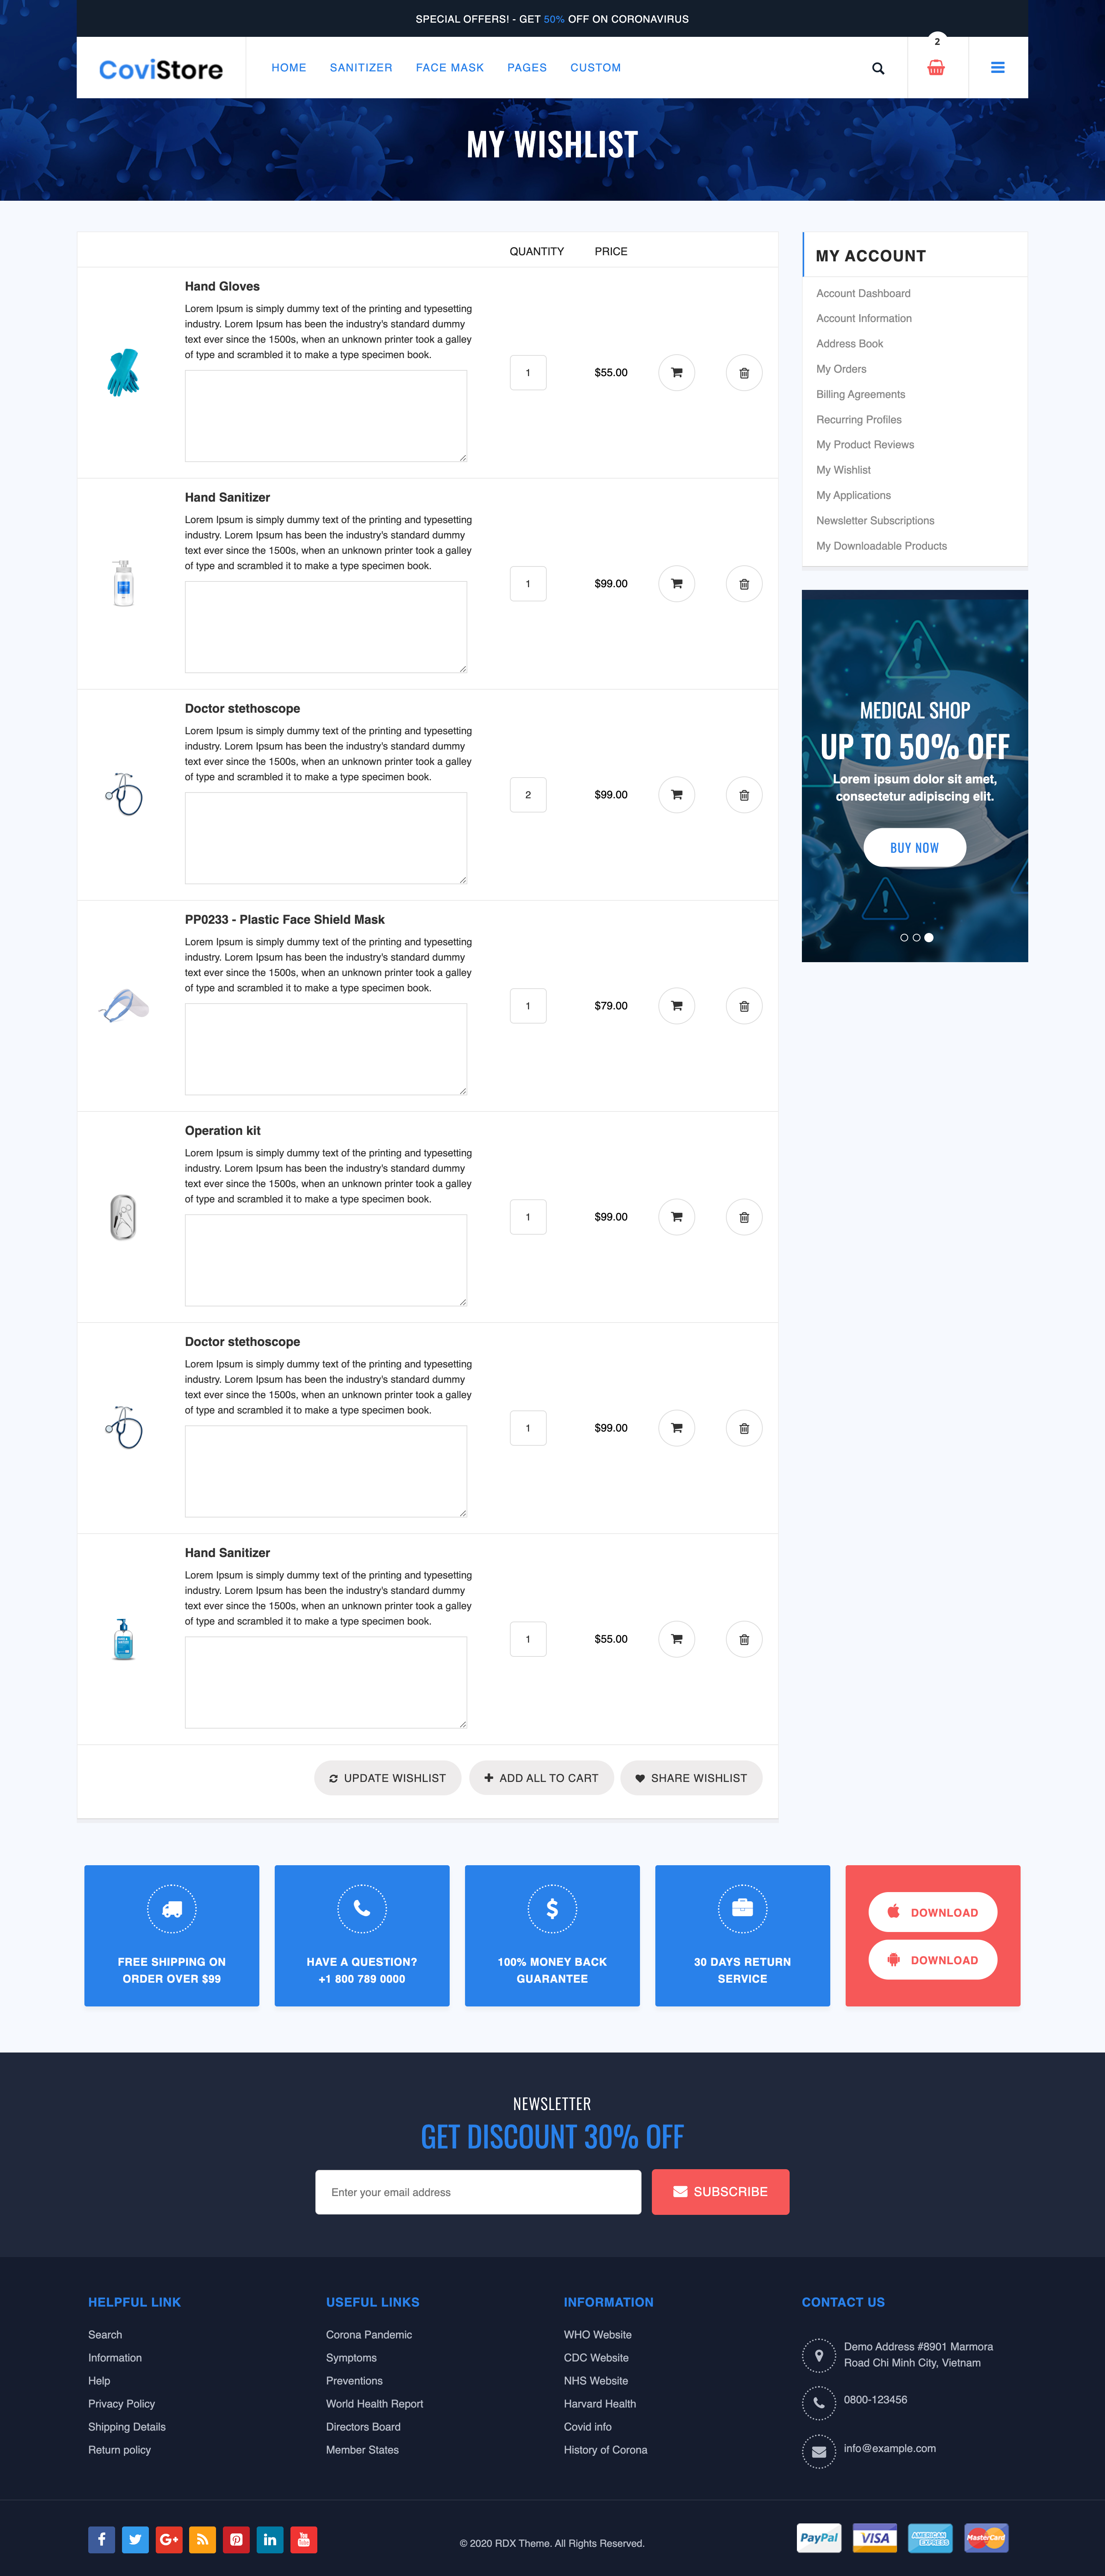 SPECIAL OFFERS! - GET 50% OFF ON CORONAVIRUS
CoviStore
HOME SANITIZER FACE MASK PAGES CUSTOM
2
MY WISHLIST
QUANTITY PRICE
Hand Gloves
Lorem Ipsum is simply dummy text of the printing and typesetting
industry. Lorem Ipsum has been the industry's standard dummy
text ever since the 1500s, when an unknown printer took a galley
of type and scrambled it to make a type specimen book.
1 $55.00
Hand Sanitizer
Lorem Ipsum is simply dummy text of the printing and typesetting
industry. Lorem Ipsum has been the industry's standard dummy
text ever since the 1500s, when an unknown printer took a galley
of type and scrambled it to make a type specimen book.
1 $99.00
Doctor stethoscope
Lorem Ipsum is simply dummy text of the printing and typesetting
industry. Lorem Ipsum has been the industry's standard dummy
text ever since the 1500s, when an unknown printer took a galley
of type and scrambled it to make a type specimen book.
2 $99.00
PP0233 - Plastic Face Shield Mask
Lorem Ipsum is simply dummy text of the printing and typesetting
industry. Lorem Ipsum has been the industry's standard dummy
text ever since the 1500s, when an unknown printer took a galley
of type and scrambled it to make a type specimen book.
1 $79.00
Operation kit
Lorem Ipsum is simply dummy text of the printing and typesetting
industry. Lorem Ipsum has been the industry's standard dummy
text ever since the 1500s, when an unknown printer took a galley
of type and scrambled it to make a type specimen book.
1 $99.00
Doctor stethoscope
Lorem Ipsum is simply dummy text of the printing and typesetting
industry. Lorem Ipsum has been the industry's standard dummy
text ever since the 1500s, when an unknown printer took a galley
of type and scrambled it to make a type specimen book.
1 $99.00
Hand Sanitizer
Lorem Ipsum is simply dummy text of the printing and typesetting
industry. Lorem Ipsum has been the industry's standard dummy
text ever since the 1500s, when an unknown printer took a galley
of type and scrambled it to make a type specimen book.
1 $55.00
UPDATE WISHLIST ADD ALL TO CART SHARE WISHLIST
MY ACCOUNT
Account Dashboard
Account Information
Address Book
My Orders
Billing Agreements
Recurring Profiles
My Product Reviews
My Wishlist
My Applications
Newsletter Subscriptions
My Downloadable Products
MEDICAL SHOP
UP TO 50% OFF
Lorem ipsum dolor sit amet,
consectetur adipiscing elit.
BUY NOW
FREE SHIPPING ON
ORDER OVER $99
HAVE A QUESTION?
+1 800 789 0000
100% MONEY BACK
GUARANTEE
30 DAYS RETURN
SERVICE
DOWNLOAD
DOWNLOAD
NEWSLETTER
GET DISCOUNT 30% OFF
Enter your email address
SUBSCRIBE
HELPFUL LINK
Search
Information
Help
Privacy Policy
Shipping Details
Return policy
USEFUL LINKS
Corona Pandemic
Symptoms
Preventions
World Health Report
Directors Board
Member States
INFORMATION
WHO Website
CDC Website
NHS Website
Harvard Health
Covid info
History of Corona
CONTACT US
Demo Address #8901 Marmora
Road Chi Minh City, Vietnam
0800-123456
info@example.com
© 2020 RDX Theme. All Rights Reserved.
PayPal VISA AMERICAN EXPRESS MasterCard